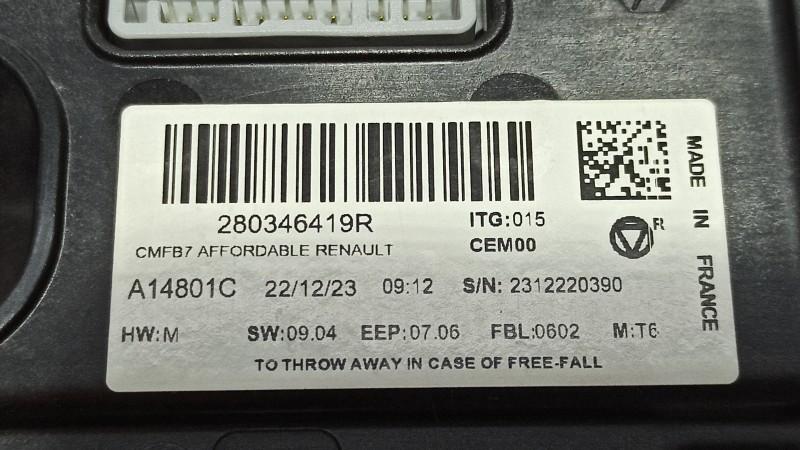 280346419R
ITG:015
CEM00
CMFB7 AFFORDABLE RENAULT
A14801C 22/12/23 09:12 S/N: 2312220390
HW:M SW:09.04 EEP:07.06 FBL:0602 M:T6
TO THROW AWAY IN CASE OF FREE-FALL
R
MADE IN FRANCE